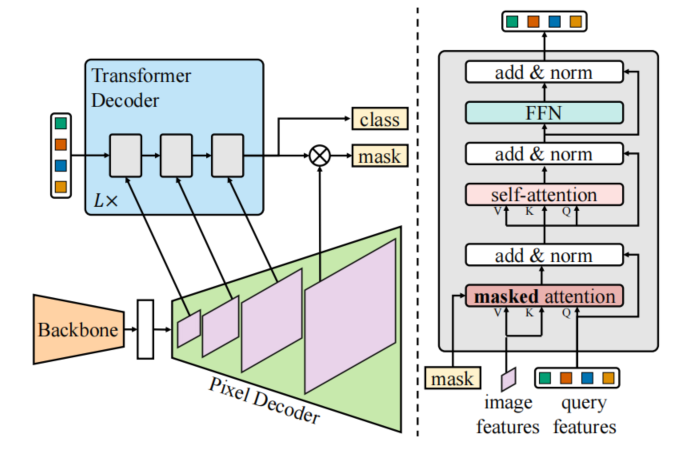 Transformer
Decoder
L×
class
mask
Backbone
Pixel Decoder
add & norm
FFN
add & norm
self-attention
V K Q
add & norm
masked attention
V K Q
mask
image
features
query
features